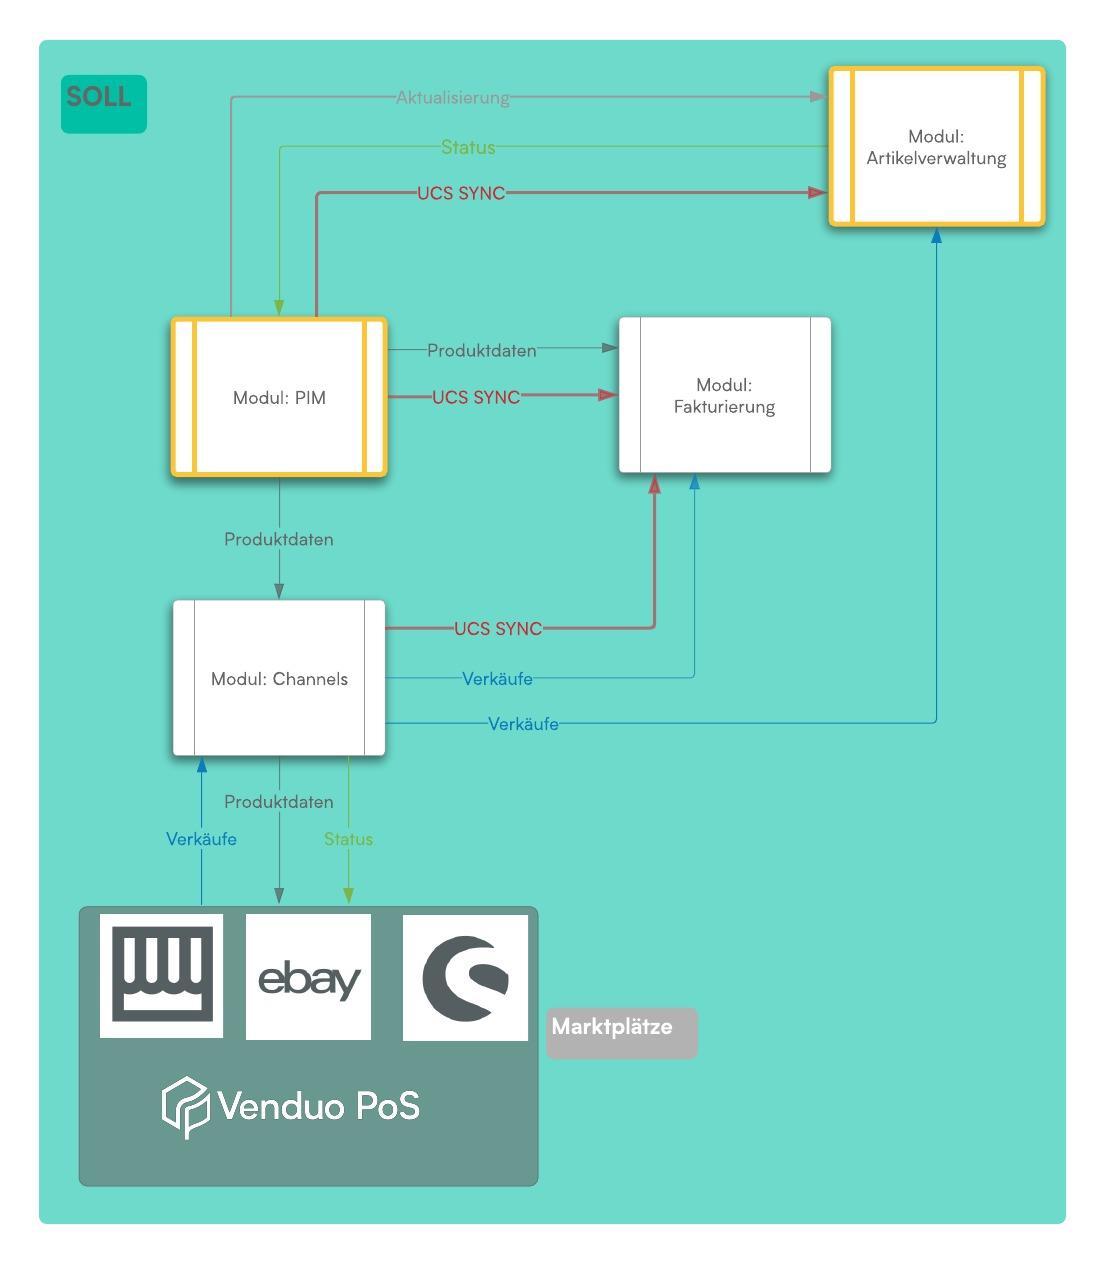 SOLL
Aktualisierung
Status
UCS SYNC
Modul:
Artikelverwaltung
Modul: PIM
Produktdaten
UCS SYNC
Modul:
Fakturierung
Produktdaten
Modul: Channels
UCS SYNC
Verkäufe
Verkäufe
Produktdaten
Verkäufe
Status
ebay
Marktplätze
Venduo PoS